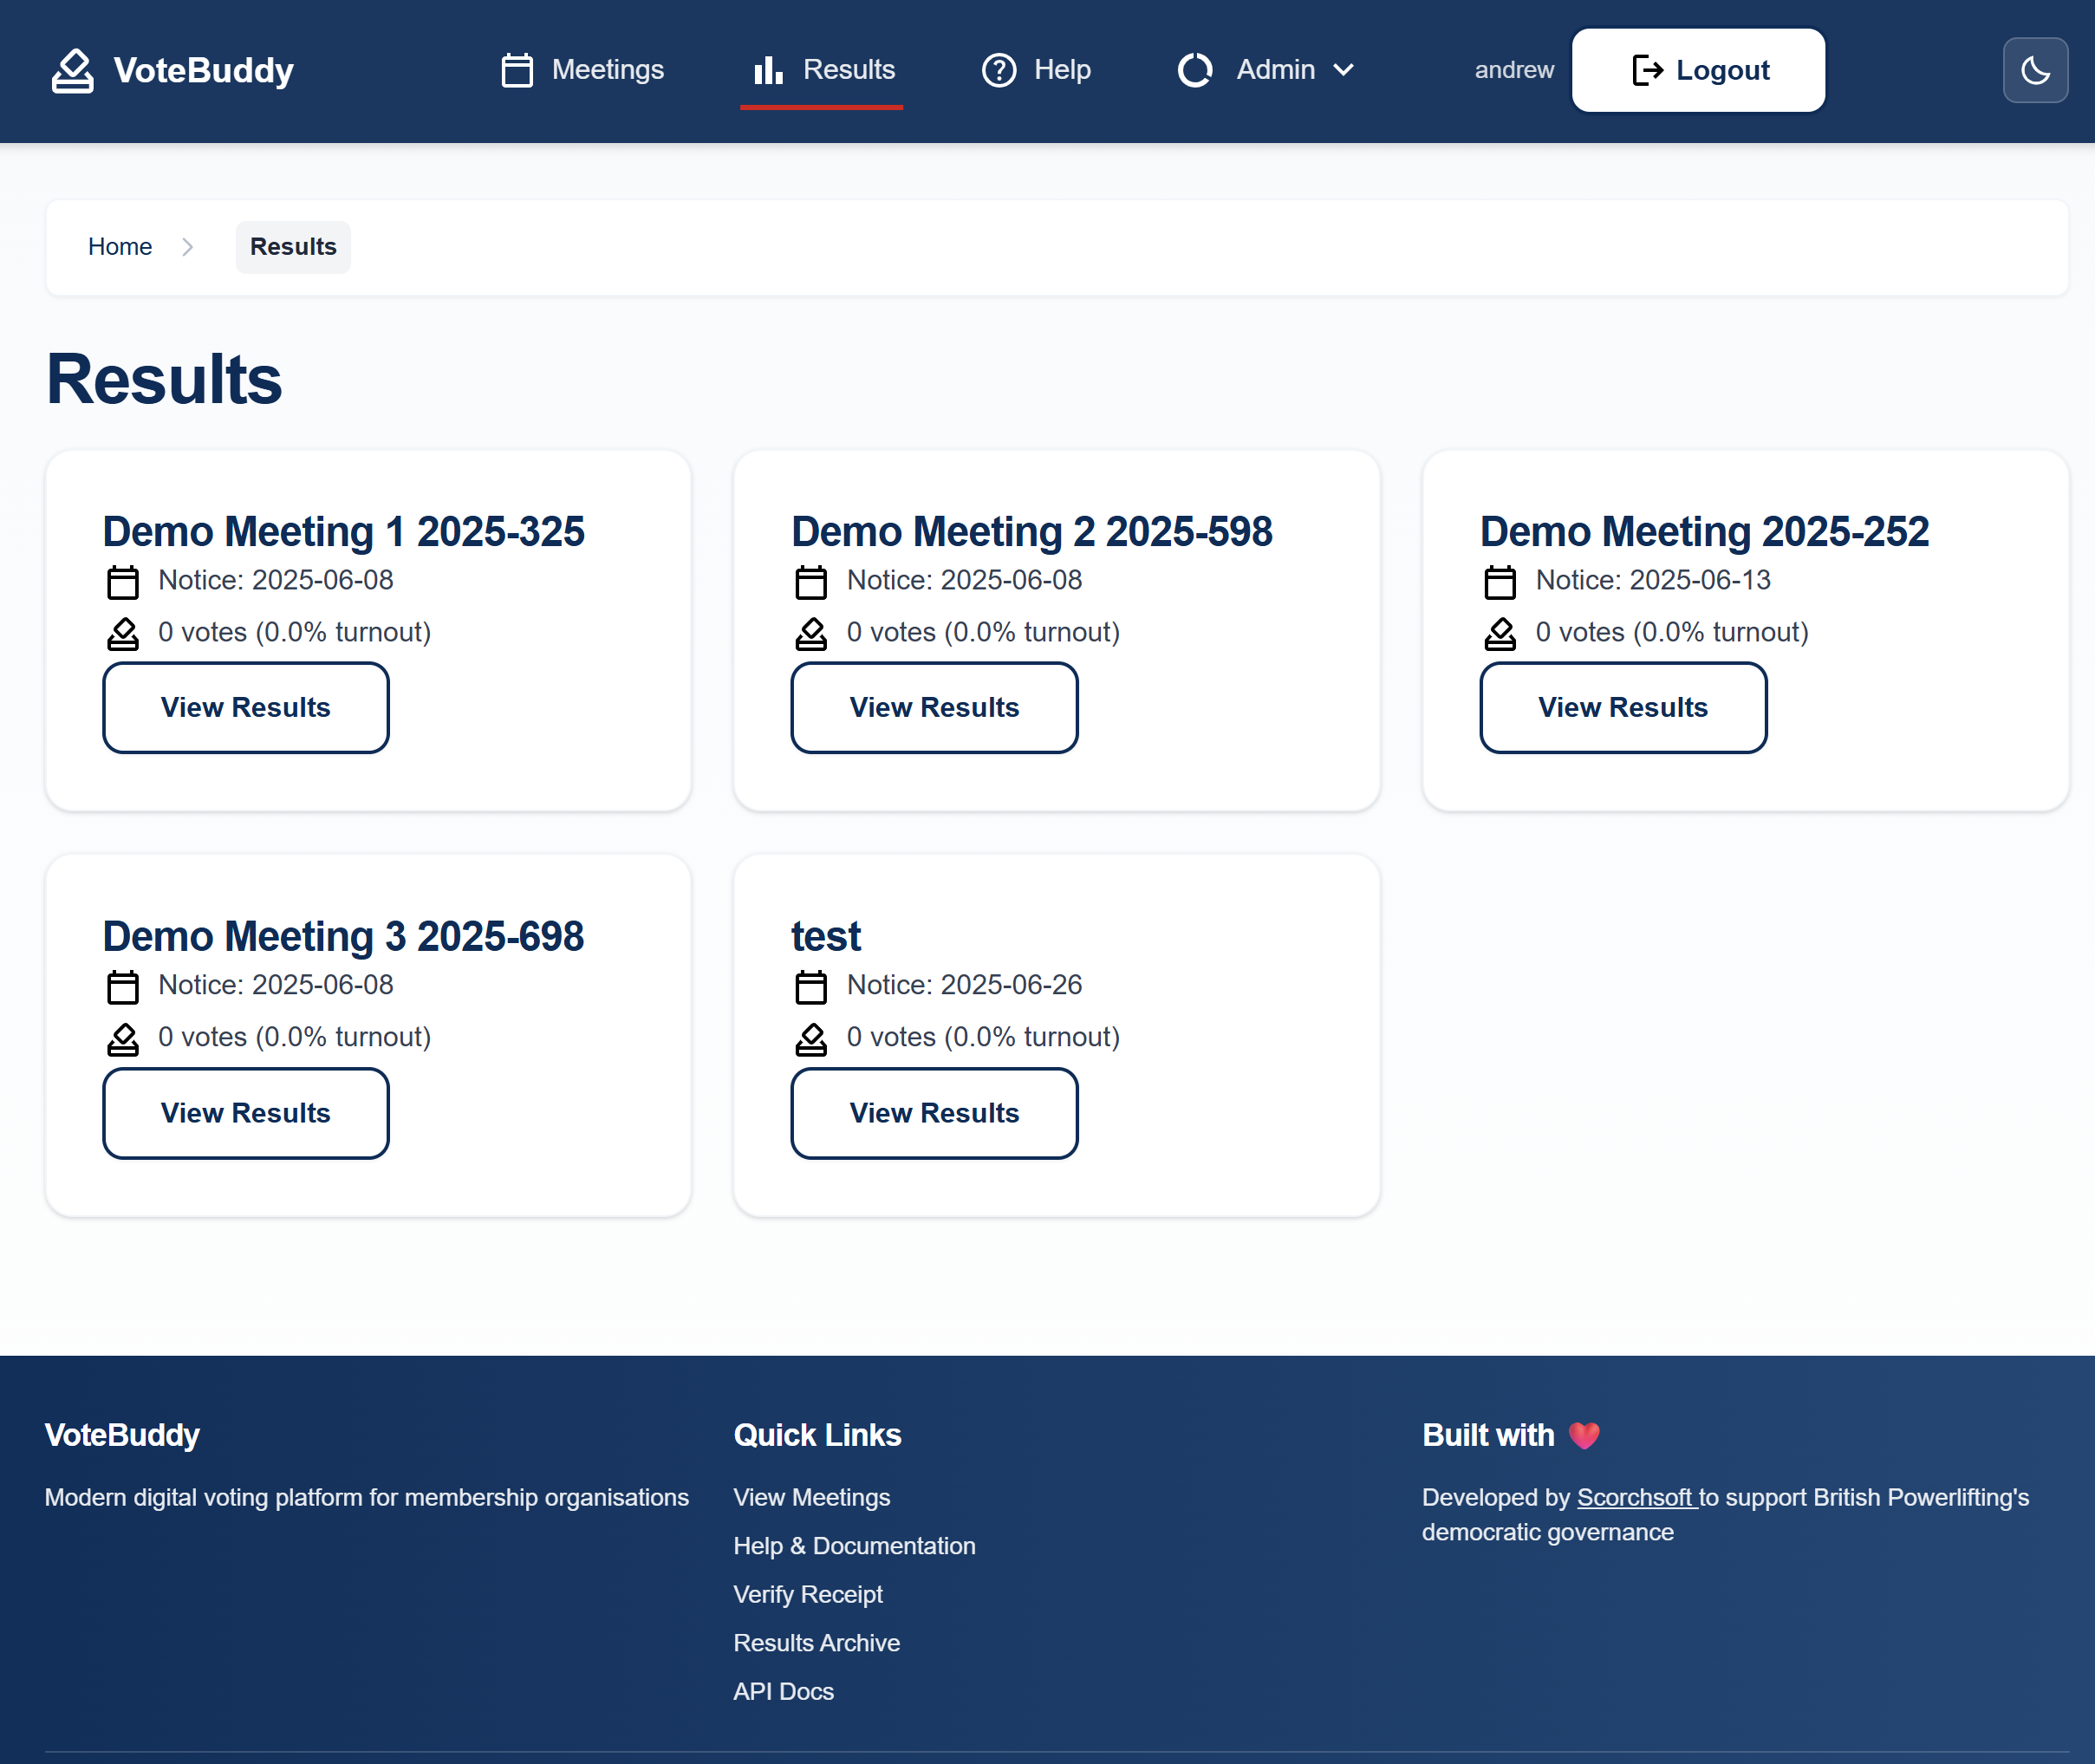 VoteBuddy
Meetings
Results
Help
Admin
andrew
Logout
Home
Results
Results
Demo Meeting 1 2025-325
Notice: 2025-06-08
0 votes (0.0% turnout)
View Results
Demo Meeting 2 2025-598
Notice: 2025-06-08
0 votes (0.0% turnout)
View Results
Demo Meeting 2025-252
Notice: 2025-06-13
0 votes (0.0% turnout)
View Results
Demo Meeting 3 2025-698
Notice: 2025-06-08
0 votes (0.0% turnout)
View Results
test
Notice: 2025-06-26
0 votes (0.0% turnout)
View Results
VoteBuddy
Modern digital voting platform for membership organisations
Quick Links
View Meetings
Help & Documentation
Verify Receipt
Results Archive
API Docs
Built with
Developed by Scorchsoft to support British Powerlifting's
democratic governance